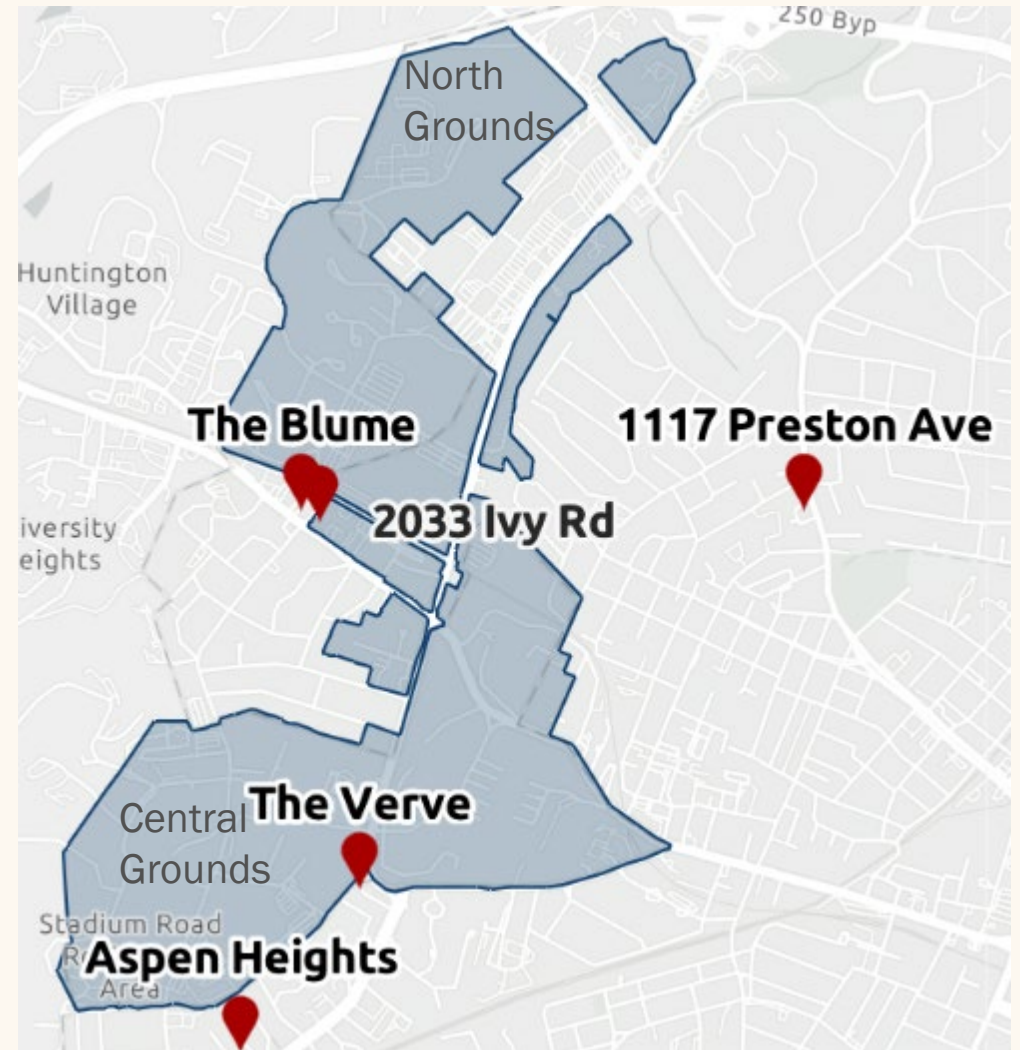 250 Byp
North
Grounds
Huntington
Village
The Blume
1117 Preston Ave
2033 Ivy Rd
iversity
eights
The Verve
Central
Grounds
Stadium Road
Aspen Heights
Area